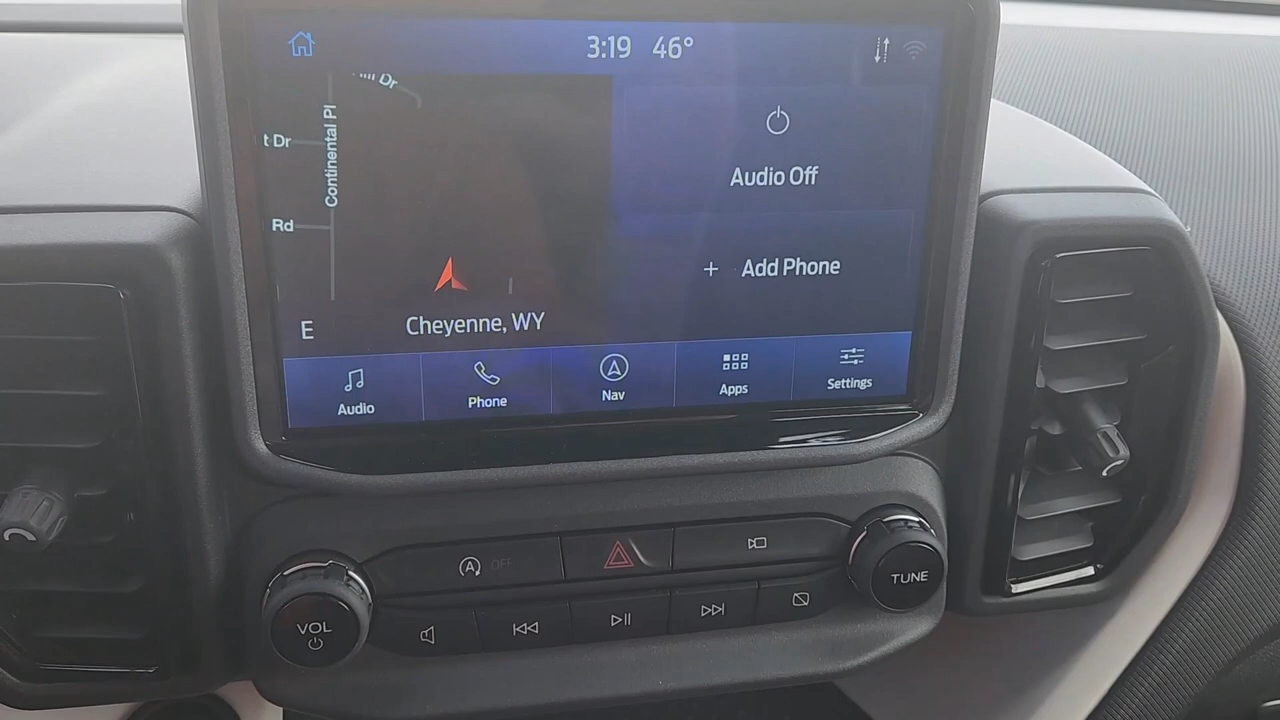 3:19 46°
Dr
Continental Pl
t Dr
Rd
Audio Off
+ Add Phone
E
Cheyenne, WY
Audio
Phone
Nav
Apps
Settings
A OFF
VOL
TUNE